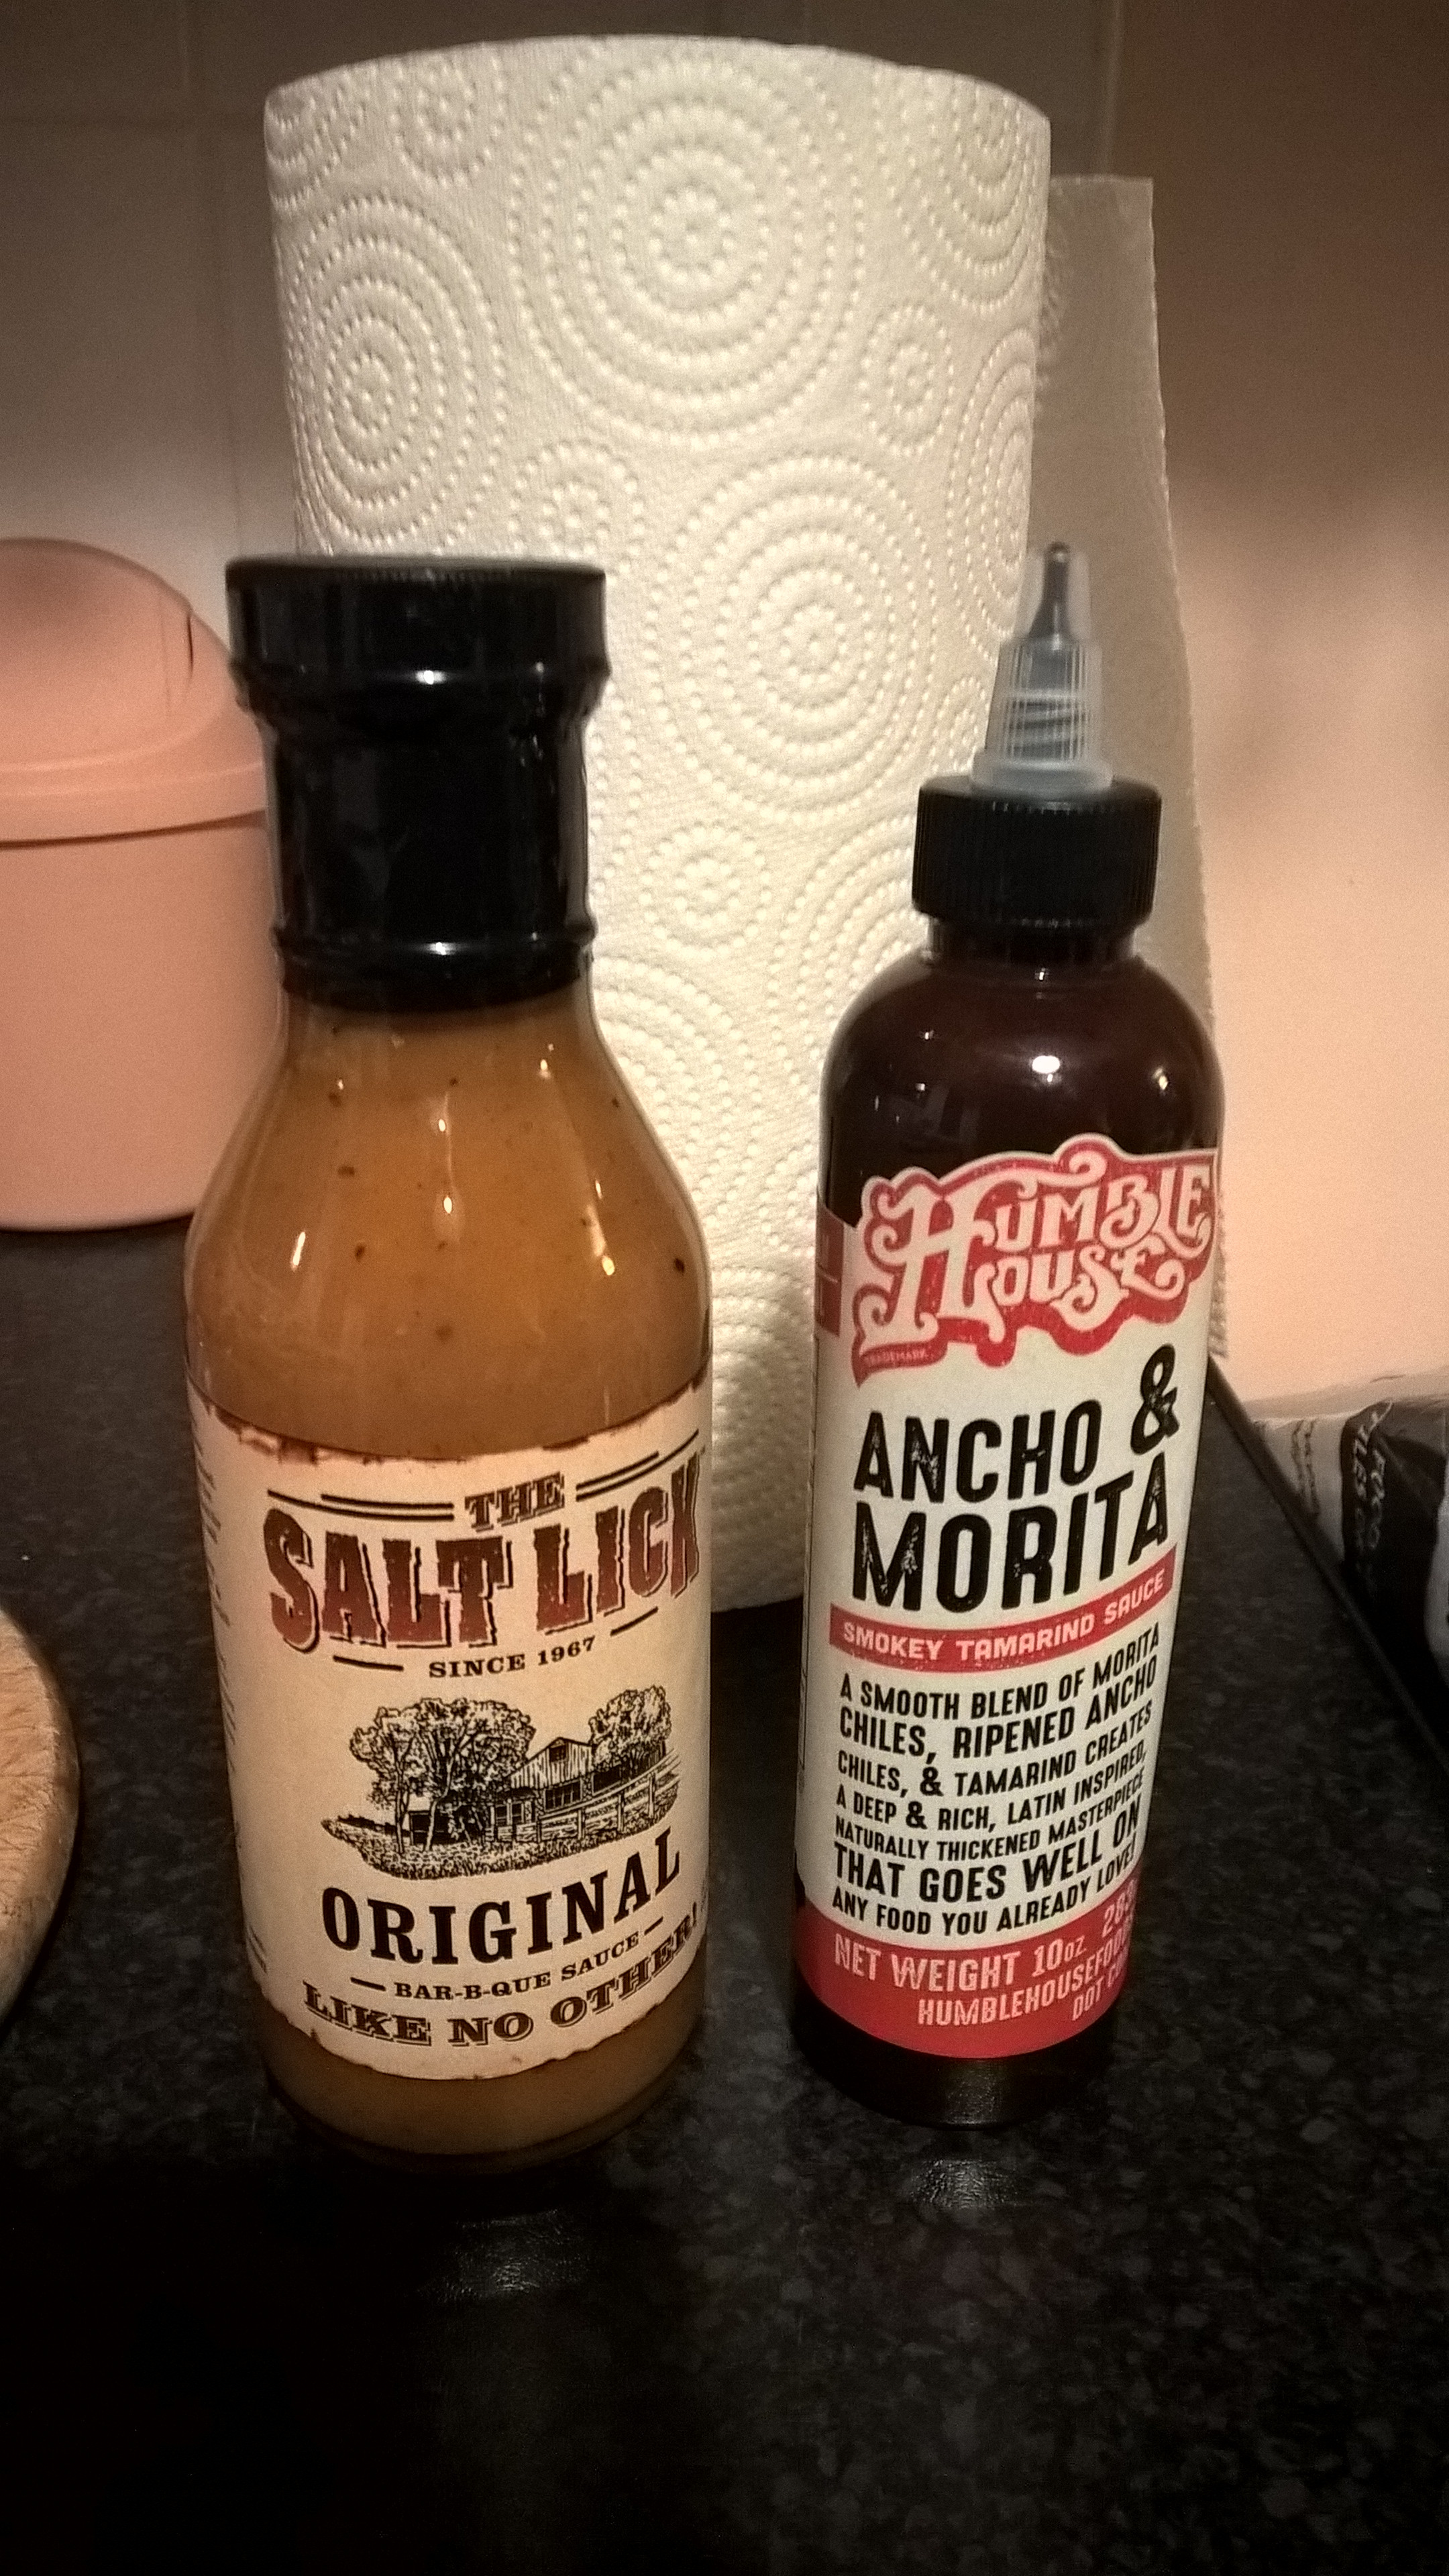 THE
SALT LICK
SINCE 1967
ORIGINAL
BAR-B-QUE SAUCE
LIKE NO OTHER!
HUMBLE
HOUSE
TRADEMARK
ANCHO &
MORITA
SMOKEY TAMARIND SAUCE
A SMOOTH BLEND OF MORITA
CHILES, RIPENED ANCHO
CHILES, & TAMARIND CREATES
A DEEP & RICH, LATIN INSPIRED,
NATURALLY THICKENED MASTERPIECE
THAT GOES WELL ON
ANY FOOD YOU ALREADY LOVE!
NET WEIGHT 10oz
HUMBLEHOUSEFOODS
DOT